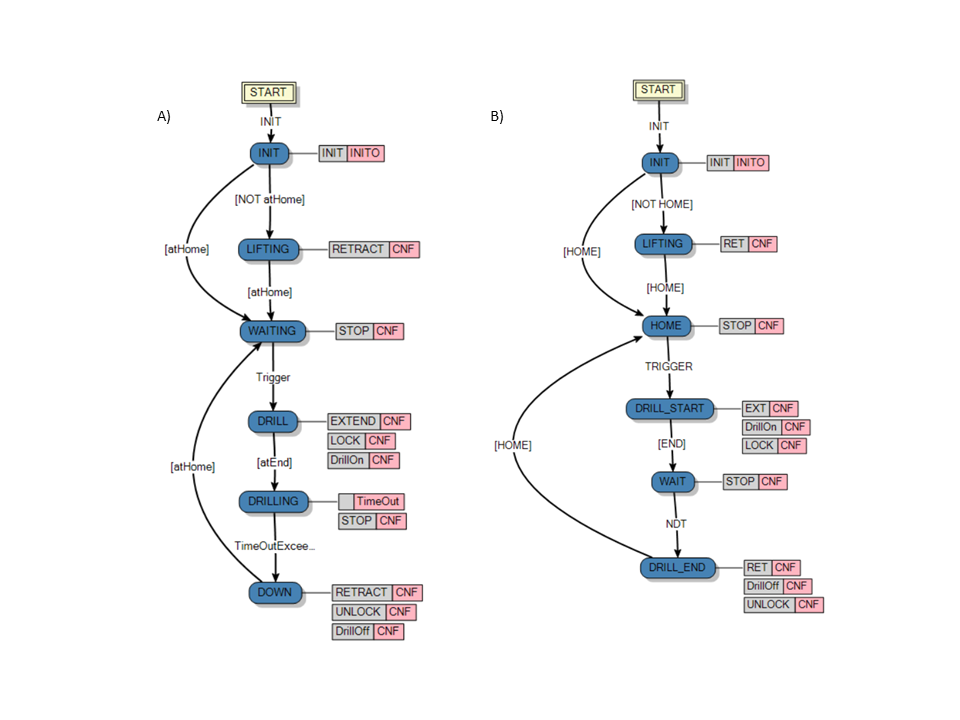 A)
START
INIT
INIT
INIT INITO
[NOT atHome]
[atHome]
LIFTING
RETRACT CNF
[atHome]
WAITING
STOP CNF
Trigger
DRILL
EXTEND CNF
LOCK CNF
DrillOn CNF
[atEnd]
[atHome]
DRILLING
TimeOut
STOP CNF
TimeOutExcee...
DOWN
RETRACT CNF
UNLOCK CNF
DrillOff CNF
B)
START
INIT
INIT
INIT INITO
[NOT HOME]
[HOME]
LIFTING
RET CNF
[HOME]
HOME
STOP CNF
TRIGGER
DRILL_START
EXT CNF
DrillOn CNF
LOCK CNF
[END]
[HOME]
WAIT
STOP CNF
NDT
DRILL_END
RET CNF
DrillOff CNF
UNLOCK CNF